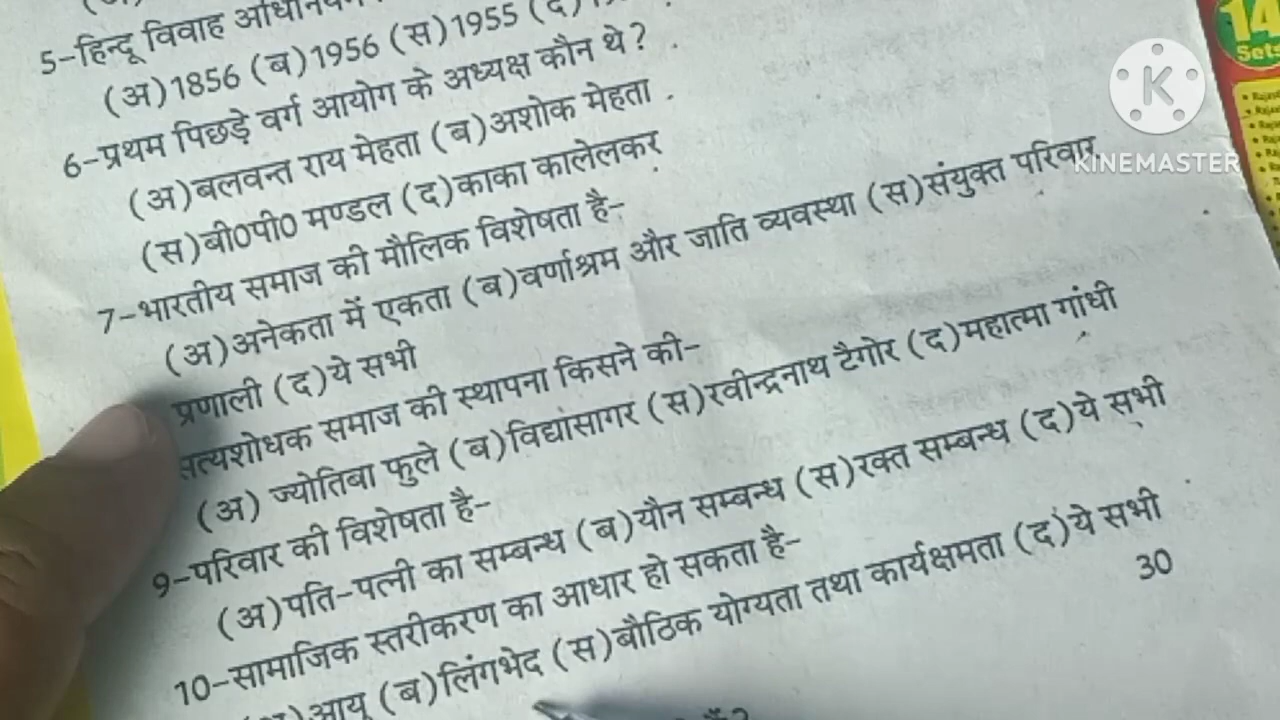 5-हिन्दू विवाह
(अ)1856 (ब)1956 (स)1955
6-प्रथम पिछड़े वर्ग आयोग के अध्यक्ष कौन थे?
(अ)बलवन्त राय मेहता (ब)अशोक मेहता
(स)बी0पी0 मण्डल (द)काका कालेलकर
7-भारतीय समाज की मौलिक विशेषता है-
(अ)अनेकता में एकता (ब)वर्णाश्रम और जाति व्यवस्था (स)संयुक्त परिवार
प्रणाली (द)ये सभी
सत्यशोधक समाज की स्थापना किसने की-
(अ) ज्योतिबा फुले (ब)विद्यांसागर (स)रवीन्द्रनाथ टैगोर (द)महात्मा गांधी
9-परिवार की विशेषता है-
(अ)पति-पत्नी का सम्बन्ध (ब)यौन सम्बन्ध (स)रक्त सम्बन्ध (द)ये सभी
10-सामाजिक स्तरीकरण का आधार हो सकता है-
आयु (ब)लिंगभेद (स)बौठिक योग्यता तथा कार्यक्षमता (द)ये सभी
30
14
Sets
K
KINEMASTER